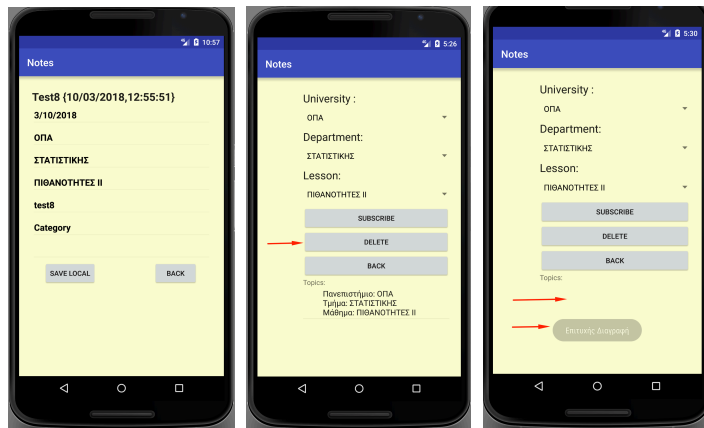 10:57
Notes
Test8 {10/03/2018,12:55:51}
3/10/2018
ΟΠΑ
ΣΤΑΤΙΣΤΙΚΗΣ
ΠΙΘΑΝΟΤΗΤΕΣ ΙΙ
test8
Category
SAVE LOCAL
BACK
5:26
Notes
University :
ΟΠΑ
Department:
ΣΤΑΤΙΣΤΙΚΗΣ
Lesson:
ΠΙΘΑΝΟΤΗΤΕΣ ΙΙ
SUBSCRIBE
DELETE
BACK
Topics:
Πανεπιστήμιο: ΟΠΑ
Τμήμα: ΣΤΑΤΙΣΤΙΚΗΣ
Μάθημα: ΠΙΘΑΝΟΤΗΤΕΣ ΙΙ
5:30
Notes
University :
ΟΠΑ
Department:
ΣΤΑΤΙΣΤΙΚΗΣ
Lesson:
ΠΙΘΑΝΟΤΗΤΕΣ ΙΙ
SUBSCRIBE
DELETE
BACK
Topics:
Επιτυχής Διαγραφή